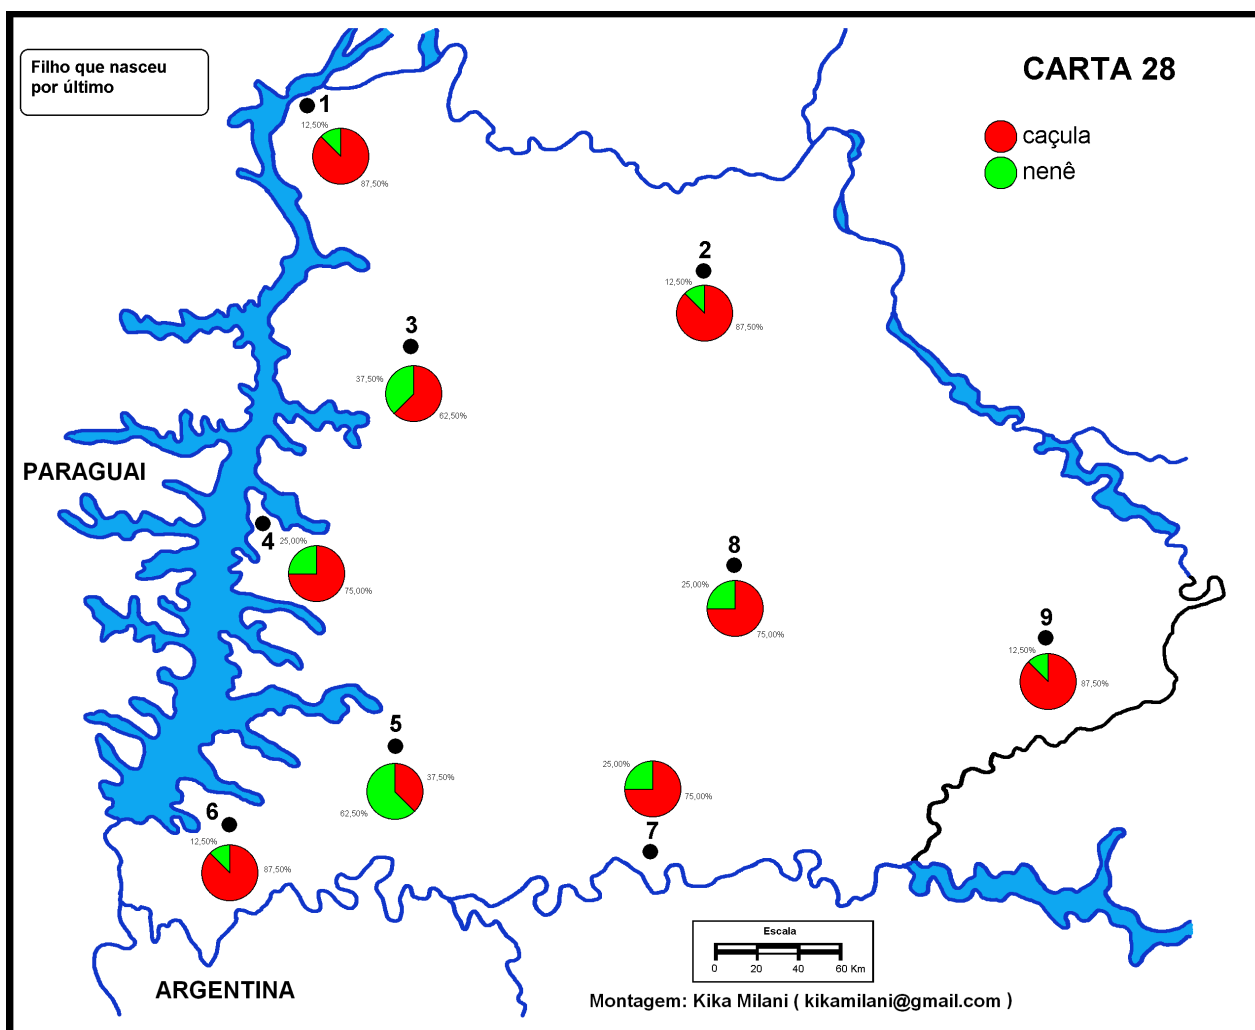 Filho que nasceu
por último
CARTA 28
caçula
nenê
1
12,50%
87,50%
2
12,50%
87,50%
3
37,50%
62,50%
PARAGUAI
4
25,00%
75,00%
8
25,00%
75,00%
9
12,50%
87,50%
5
37,50%
62,50%
25,00%
75,00%
7
6
12,50%
87,50%
Escala
0 20 40 60 Km
ARGENTINA
Montagem: Kika Milani ( kikamilani@gmail.com )